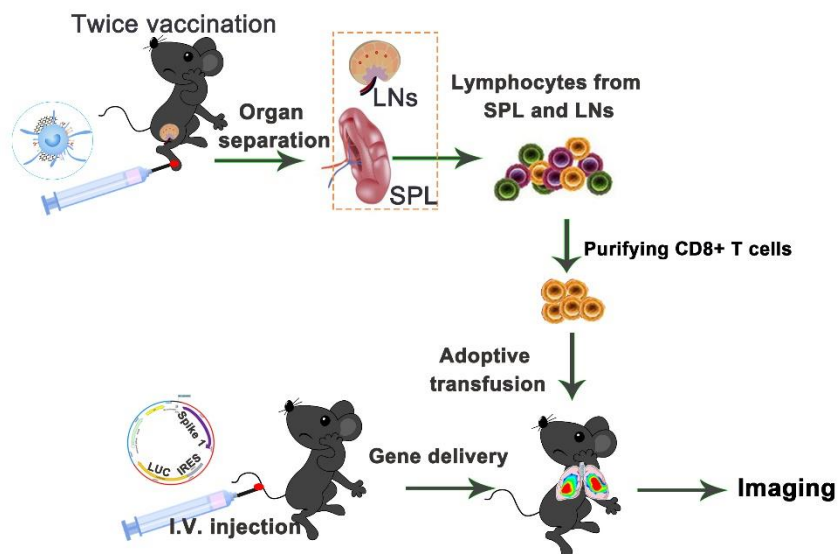 Twice vaccination
Organ
separation
LNs
SPL
Lymphocytes from
SPL and LNs
Purifying CD8+ T cells
Adoptive
transfusion
Spike 1
LUC IRES
I.V. injection
Gene delivery
Imaging